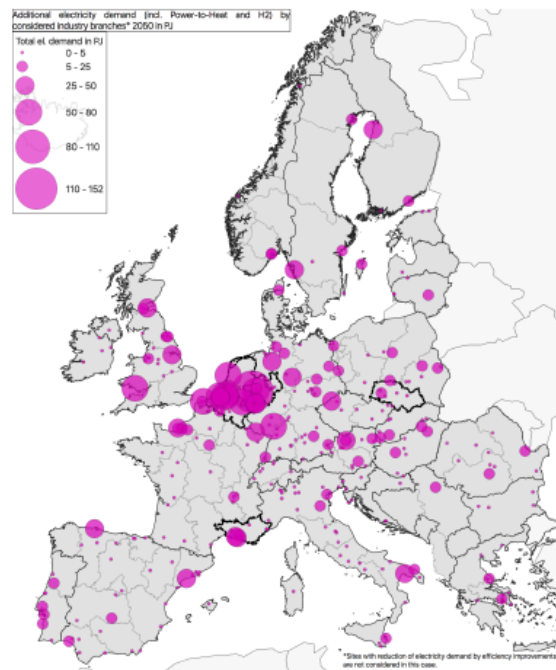 Additional electricity demand (incl. Power-to-Heat and H2) by
considered industry branches* 2050 in PJ
Total el. demand in PJ
0 - 5
5 - 25
25 - 50
50 - 80
80 - 110
110 - 152
*Sites with reduction of electricity demand by efficiency improvements
are not considered in this case.